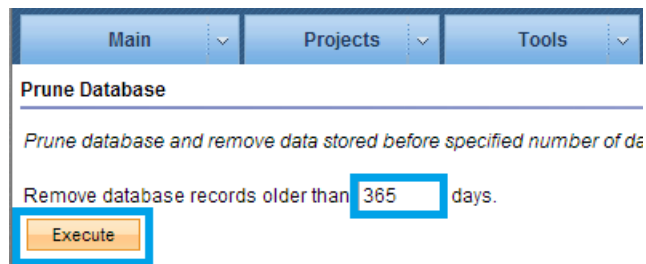 Main Projects Tools
Prune Database
Prune database and remove data stored before specified number of da
Remove database records older than 365 days.
Execute